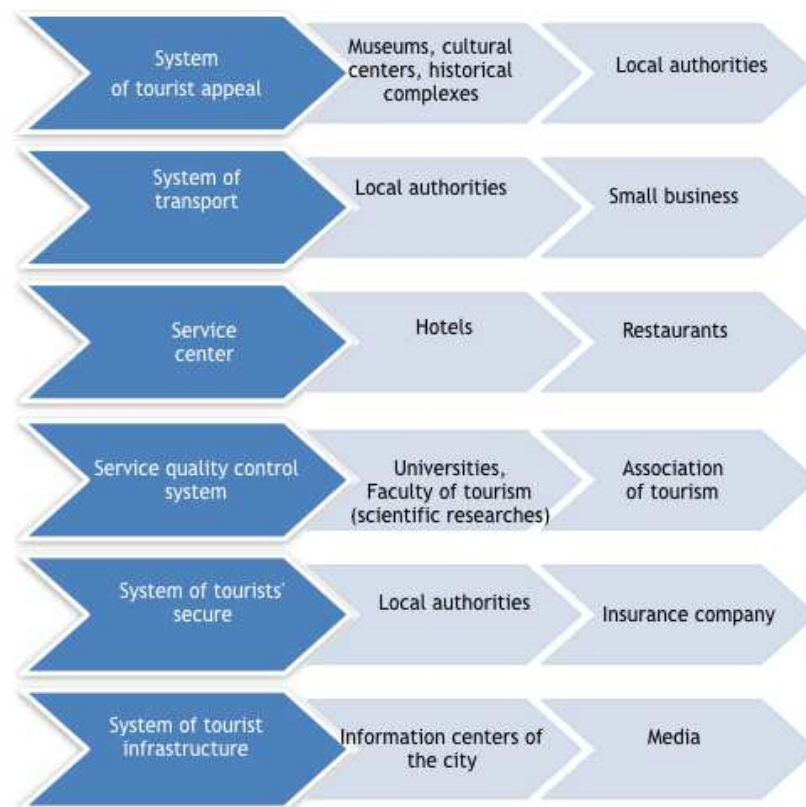 System
of tourist appeal
Museums, cultural
centers, historical
complexes
Local authorities
System of
transport
Local authorities
Small business
Service
center
Hotels
Restaurants
Service quality control
system
Universities,
Faculty of tourism
(scientific researches)
Association
of tourism
System of tourists'
secure
Local authorities
Insurance company
System of tourist
infrastructure
Information centers of
the city
Media